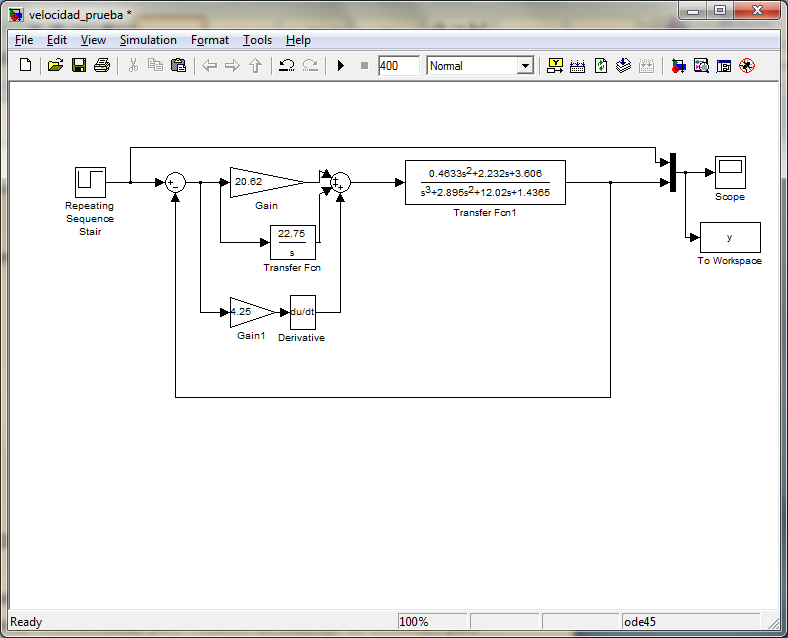 velocidad_prueba *
File Edit View Simulation Format Tools Help
400 Normal
Repeating
Sequence
Stair
20.62
Gain
22.75
s
Transfer Fcn
4.25
Gain1
du/dt
Derivative
0.4633s²+2.232s+3.606
s³+2.895s²+12.02s+1.4365
Transfer Fcn1
Scope
y
To Workspace
Ready 100% ode45